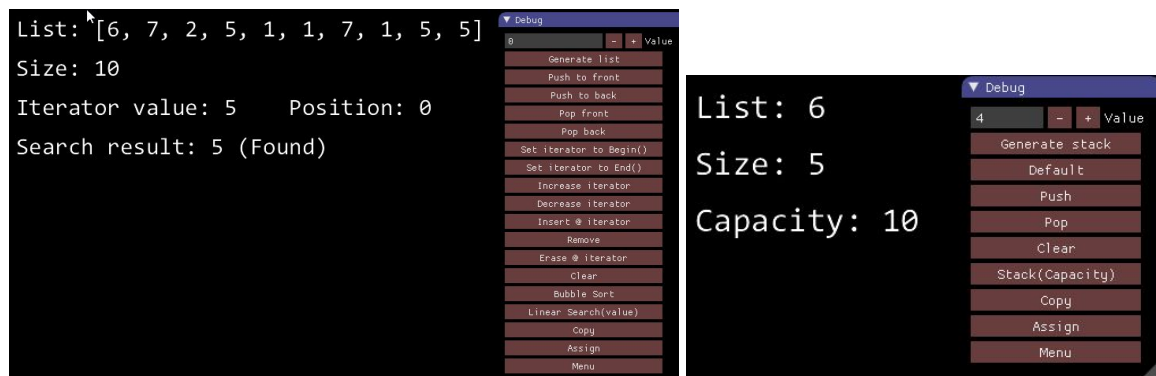 List: [6, 7, 2, 5, 1, 1, 7, 1, 5, 5]
Size: 10
Iterator value: 5    Position: 0
Search result: 5 (Found)
▼ Debug
0 - + Value
Generate list
Push to front
Push to back
Pop front
Pop back
Set iterator to Begin()
Set iterator to End()
Increase iterator
Decrease iterator
Insert @ iterator
Remove
Erase @ iterator
Clear
Bubble Sort
Linear Search(value)
Copy
Assign
Menu
List: 6
Size: 5
Capacity: 10
▼ Debug
4 - + Value
Generate stack
Default
Push
Pop
Clear
Stack(Capacity)
Copy
Assign
Menu